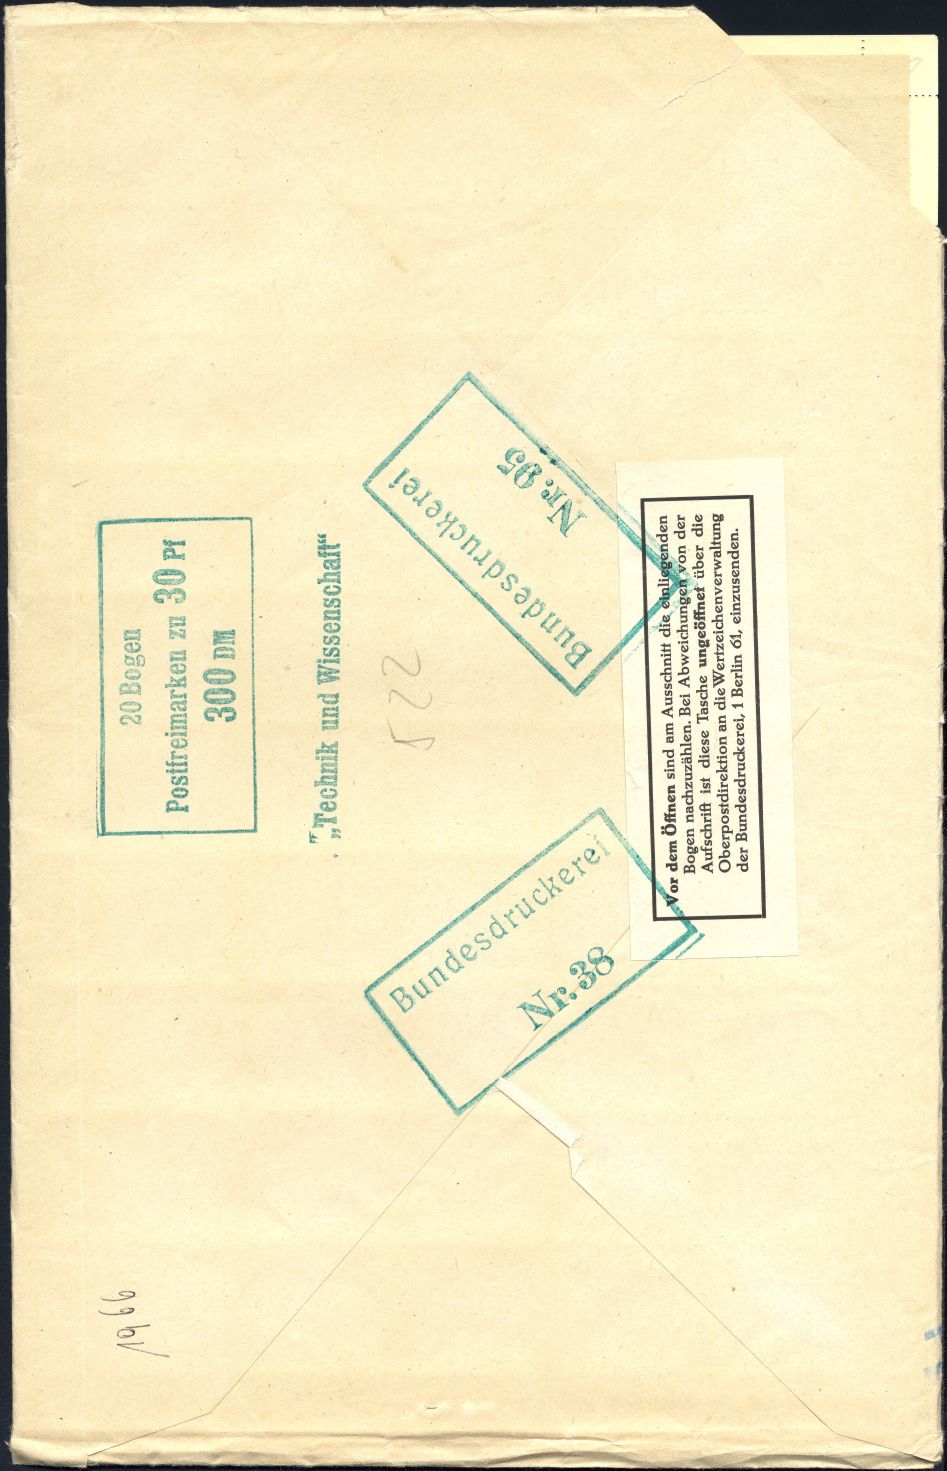 20 Bogen
Postfreimarken zu 30 Pf
300 DM
„Technik und Wissenschaft“
522
Bundesdruckerei
Nr. 95
Bundesdruckerei
Nr. 38
Vor dem Öffnen sind am Ausschnitt die einliegenden
Bogen nachzuzählen. Bei Abweichungen von der
Aufschrift ist diese Tasche ungeöffnet über die
Oberpostdirektion an die Wertzeichenverwaltung
der Bundesdruckerei, 1 Berlin 61, einzusenden.
1966